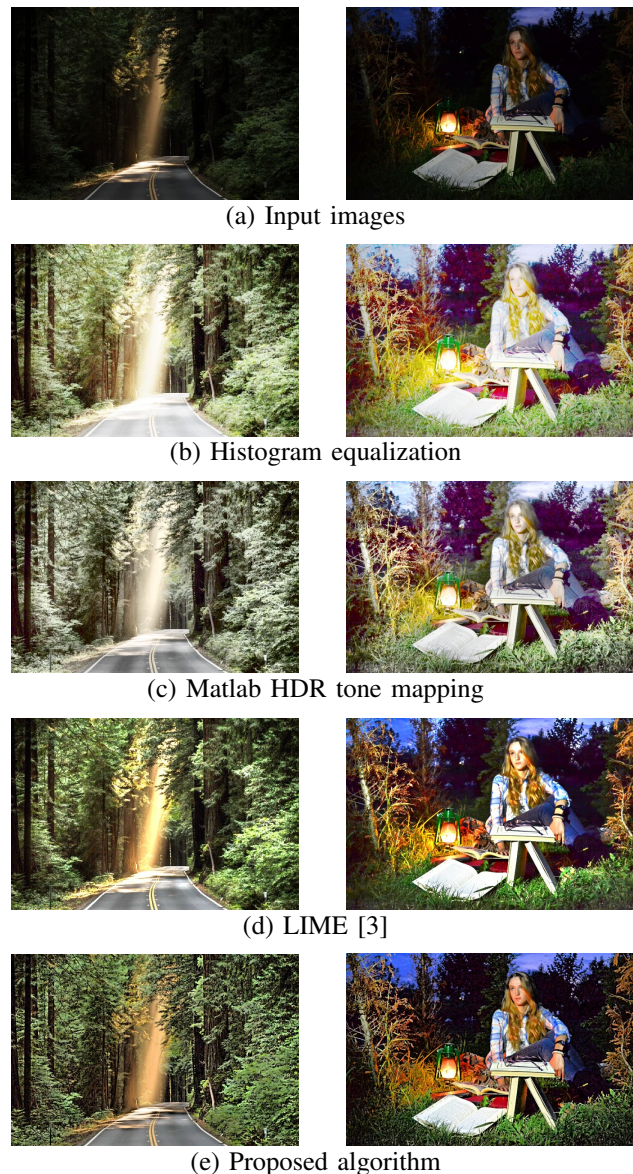 (a) Input images
(b) Histogram equalization
(c) Matlab HDR tone mapping
(d) LIME [3]
(e) Proposed algorithm